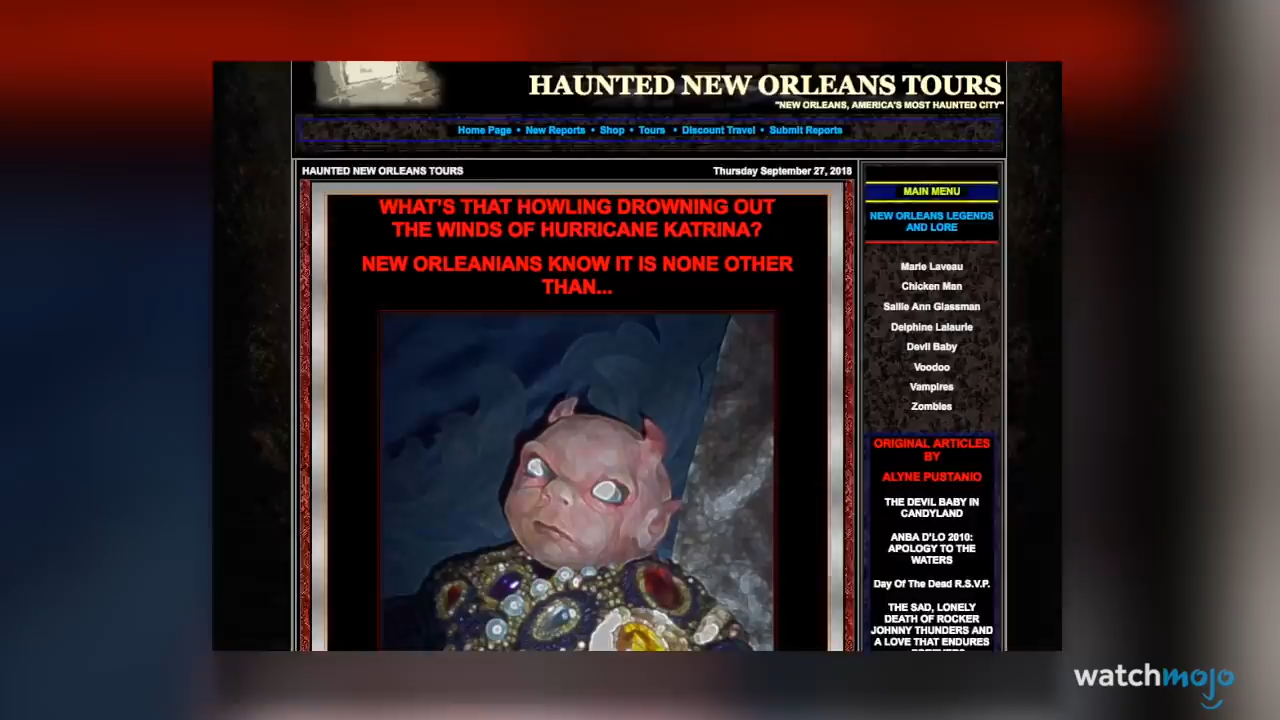 HAUNTED NEW ORLEANS TOURS
"NEW ORLEANS, AMERICA'S MOST HAUNTED CITY"
Home Page • New Reports • Shop • Tours • Discount Travel • Submit Reports
HAUNTED NEW ORLEANS TOURS
Thursday September 27, 2018
WHAT'S THAT HOWLING DROWNING OUT
THE WINDS OF HURRICANE KATRINA?
NEW ORLEANIANS KNOW IT IS NONE OTHER
THAN...
MAIN MENU
NEW ORLEANS LEGENDS
AND LORE
Marie Laveau
Chicken Man
Sallie Ann Glassman
Delphine Lalaurie
Devil Baby
Voodoo
Vampires
Zombies
ORIGINAL ARTICLES
BY
ALYNE PUSTANIO
THE DEVIL BABY IN
CANDYLAND
ANBA D'LO 2010:
APOLOGY TO THE
WATERS
Day Of The Dead R.S.V.P.
THE SAD, LONELY
DEATH OF ROCKER
JOHNNY THUNDERS AND
A LOVE THAT ENDURES
watchmojo